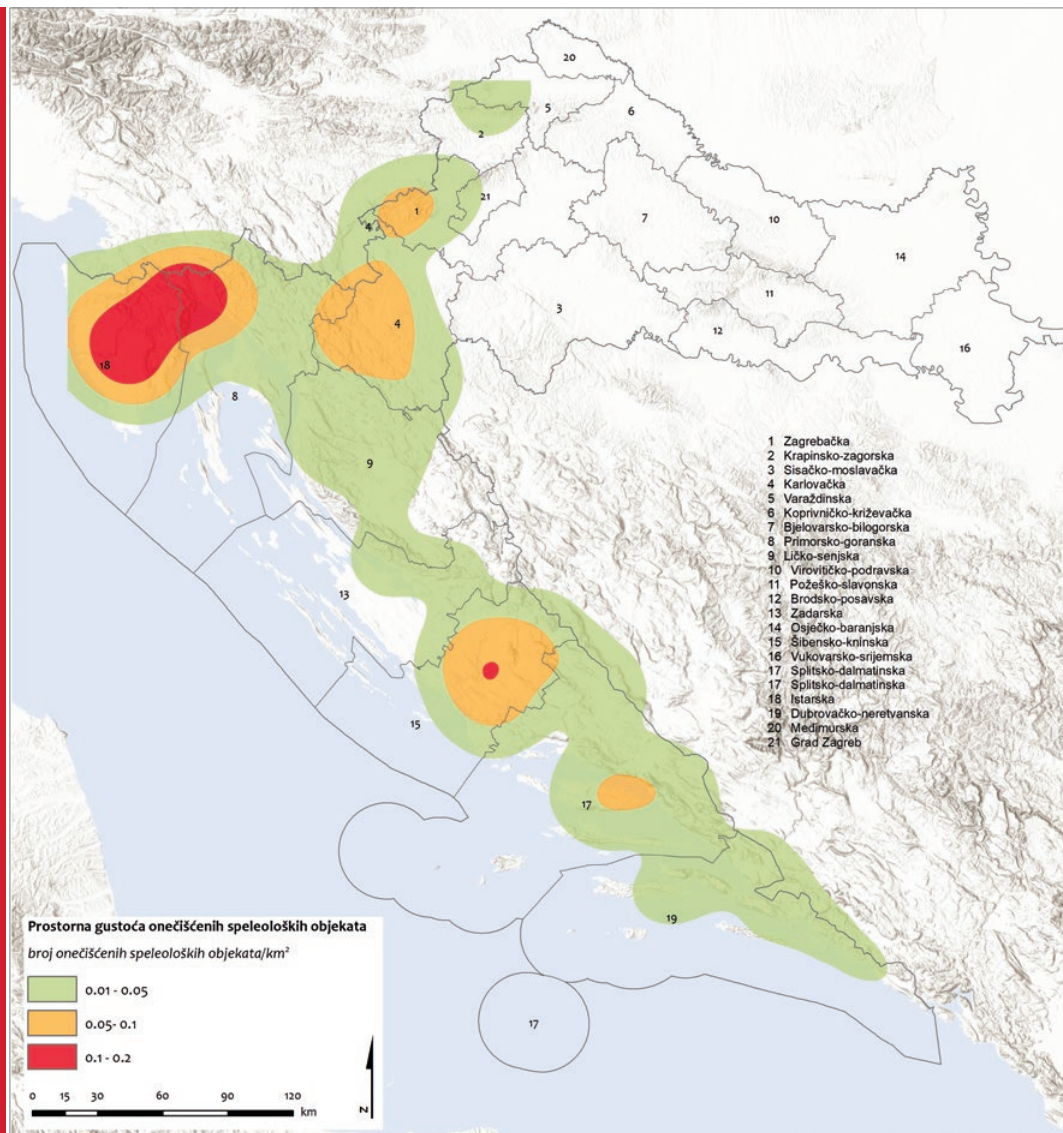 20
5
6
2
21
1
4
7
10
14
11
3
4
12
16
18
8
9
1 Zagrebačka
2 Krapinsko-zagorska
3 Sisačko-moslavačka
4 Karlovačka
5 Varaždinska
6 Koprivničko-križevačka
7 Bjelovarsko-bilogorska
8 Primorsko-goranska
9 Ličko-senjska
10 Virovitičko-podravska
11 Požeško-slavonska
12 Brodsko-posavska
13 Zadarska
14 Osječko-baranjska
15 Šibensko-kninska
16 Vukovarsko-srijemska
17 Splitsko-dalmatinska
17 Splitsko-dalmatinska
18 Istarska
19 Dubrovačko-neretvanska
20 Međimurska
21 Grad Zagreb
13
15
17
19
17
Prostorna gustoća onečišćenih speleoloških objekata
broj onečišćenih speleoloških objekata/km²
0.01 - 0.05
0.05- 0.1
0.1 - 0.2
0 15 30 60 90 120
km
N